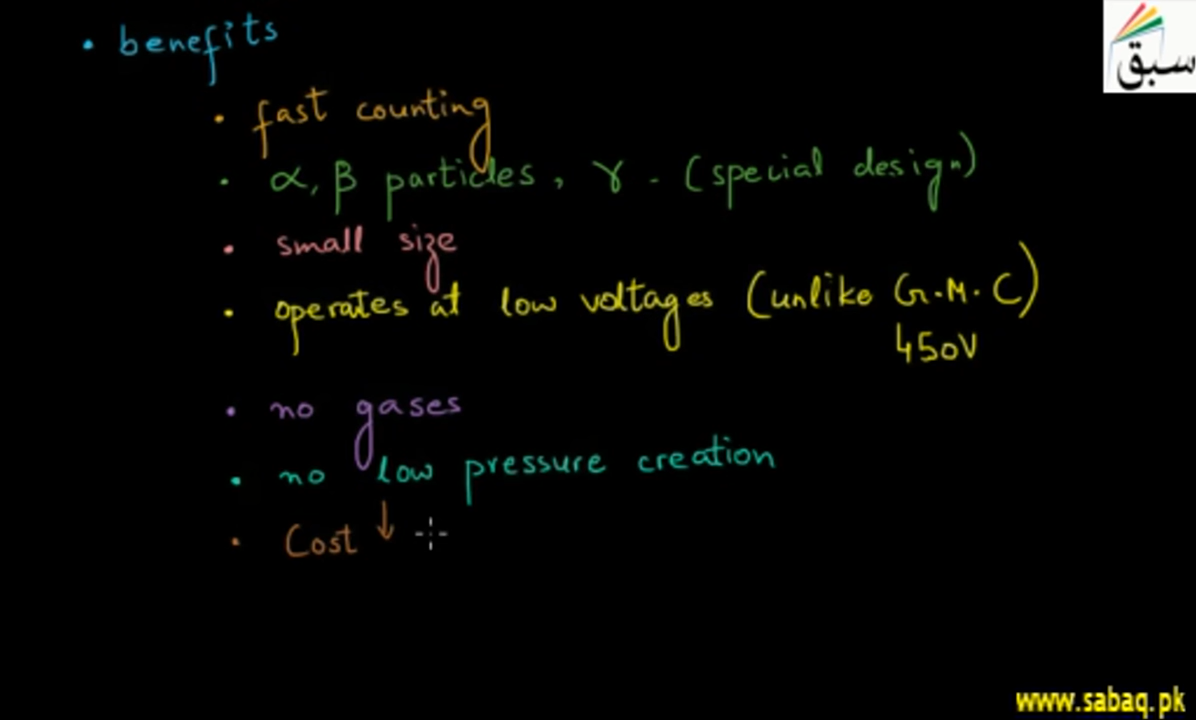 • benefits
سبق
• fast counting
• α, β particles, γ - (special design)
• small size
• operates at low voltages (unlike G.M.C)
450V
• no gases
• no low pressure creation
• Cost ↓
www.sabaq.pk